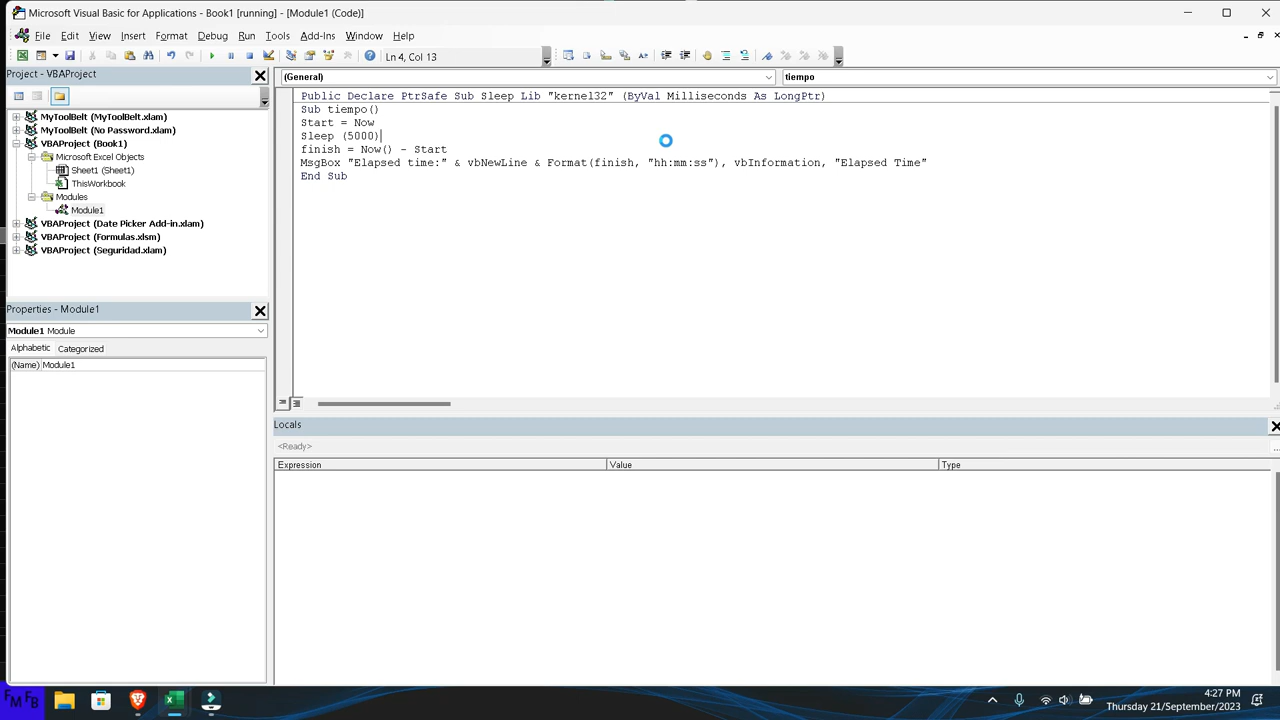 Microsoft Visual Basic for Applications - Book1 [running] - [Module1 (Code)]
File Edit View Insert Format Debug Run Tools Add-Ins Window Help
Ln 4, Col 13
Project - VBAProject
(General)
tiempo
MyToolBelt (MyToolBelt.xlam)
MyToolBelt (No Password.xlam)
VBAProject (Book1)
Microsoft Excel Objects
Sheet1 (Sheet1)
ThisWorkbook
Modules
Module1
VBAProject (Date Picker Add-in.xlam)
VBAProject (Formulas.xlsm)
VBAProject (Seguridad.xlam)
Public Declare PtrSafe Sub Sleep Lib "kernel32" (ByVal Milliseconds As LongPtr)
Sub tiempo()
Start = Now
Sleep (5000)
finish = Now() - Start
MsgBox "Elapsed time:" & vbNewLine & Format(finish, "hh:mm:ss"), vbInformation, "Elapsed Time"
End Sub
Properties - Module1
Module1 Module
Alphabetic Categorized
(Name) Module1
Locals
<Ready>
Expression Value Type
FM FB
4:27 PM
Thursday 21/September/2023